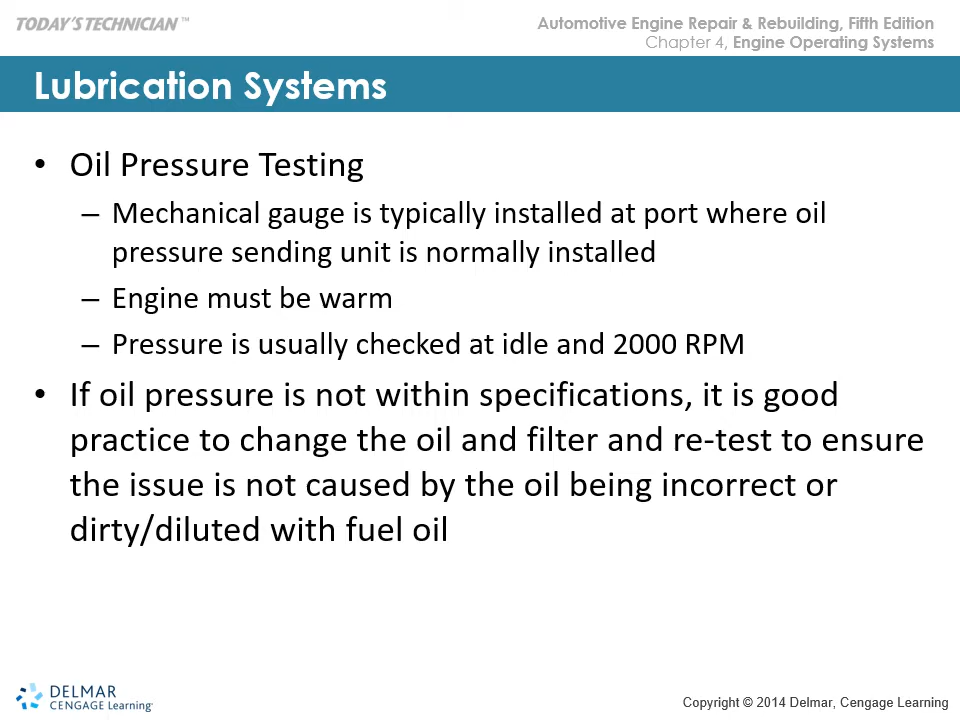 TODAY'S TECHNICIAN ™
Automotive Engine Repair & Rebuilding, Fifth Edition
Chapter 4, Engine Operating Systems
Lubrication Systems
• Oil Pressure Testing
– Mechanical gauge is typically installed at port where oil
pressure sending unit is normally installed
– Engine must be warm
– Pressure is usually checked at idle and 2000 RPM
• If oil pressure is not within specifications, it is good
practice to change the oil and filter and re-test to ensure
the issue is not caused by the oil being incorrect or
dirty/diluted with fuel oil
DELMAR
CENGAGE Learning
Copyright © 2014 Delmar, Cengage Learning